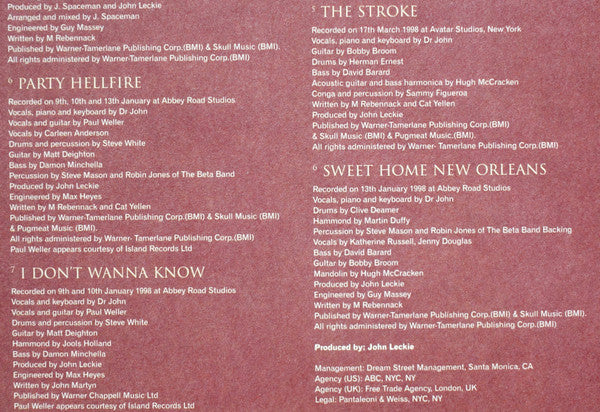 Produced by J. Spaceman and John Leckie
Arranged and mixed by J. Spaceman
Engineered by Guy Massey
Written by M Rebennack
Published by Warner-Tamerlane Publishing Corp.(BMI) & Skull Music (BMI).
All rights administered by Warner-Tamerlane Publishing Corp.(BMI)
6 PARTY HELLFIRE
Recorded on 9th, 10th and 13th January at Abbey Road Studios
Vocals, piano and keyboard by Dr John
Vocals and guitar by Paul Weller
Vocals by Carleen Anderson
Drums and percussion by Steve White
Guitar by Matt Deighton
Bass by Damon Minchella
Percussion by Steve Mason and Robin Jones of The Beta Band
Produced by John Leckie
Engineered by Max Heyes
Written by M Rebennack and Cat Yellen
Published by Warner-Tamerlane Publishing Corp.(BMI) & Skull Music (BMI)
& Pugmeat Music (BMI).
All rights administered by Warner- Tamerlane Publishing Corp.(BMI)
Paul Weller appears courtesy of Island Records Ltd
7 I DON'T WANNA KNOW
Recorded on 9th and 10th January 1998 at Abbey Road Studios
Vocals and keyboard by Dr John
Vocals and guitar by Paul Weller
Drums and percussion by Steve White
Guitar by Matt Deighton
Hammond by Jools Holland
Bass by Damon Minchella
Produced by John Leckie
Engineered by Max Heyes
Written by John Martyn
Published by Warner Chappell Music Ltd
Paul Weller appears courtesy of Island Records Ltd
5 THE STROKE
Recorded on 17th March 1998 at Avatar Studios, New York
Vocals, piano and keyboard by Dr John
Guitar by Bobby Broom
Drums by Herman Ernest
Bass by David Barard
Acoustic guitar and bass harmonica by Hugh McCracken
Conga and percussion by Sammy Figueroa
Written by M Rebennack and Cat Yellen
Produced by John Leckie
Published by Warner-Tamerlane Publishing Corp.(BMI)
& Skull Music (BMI) & Pugmeat Music.(BMI).
All rights administered by Warner-Tamerlane Publishing Corp.(BMI)
6 SWEET HOME NEW ORLEANS
Recorded on 13th January 1998 at Abbey Road Studios
Vocals, piano and keyboard by Dr John
Drums by Clive Deamer
Hammond by Martin Duffy
Percussion by Steve Mason and Robin Jones of The Beta Band Backing
Vocals by Katherine Russell, Jenny Douglas
Bass by David Barard
Guitar by Bobby Broom
Mandolin by Hugh McCracken
Produced by John Leckie
Engineered by Guy Massey
Written by M Rebennack
Published by Warner-Tamerlane Publishing Corp.(BMI) & Skull Music (BMI).
All rights administered by Warner-Tamerlane Publishing Corp.(BMI)
Produced by: John Leckie
Management: Dream Street Management, Santa Monica, CA
Agency (US): ABC, NYC, NY
Agency (UK): Free Trade Agency, London, UK
Legal: Pantaleoni & Weiss, NYC, NY